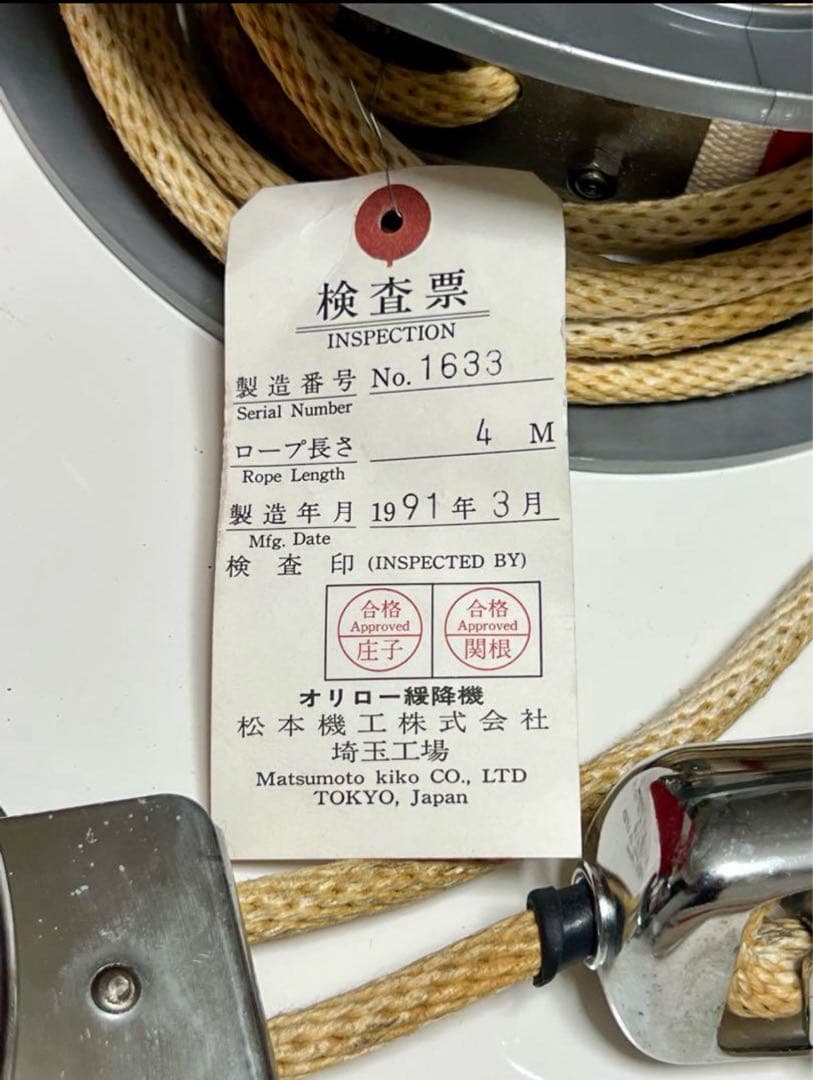 検査票
INSPECTION
製造番号 No. 1633
Serial Number
ロープ長さ 4 M
Rope Length
製造年月 1991年 3月
Mfg. Date
検査印 (INSPECTED BY)
合格 合格
Approved Approved
庄子 関根
オリロー緩降機
松本機工株式会社
埼玉工場
Matsumoto kiko CO., LTD
TOKYO, Japan